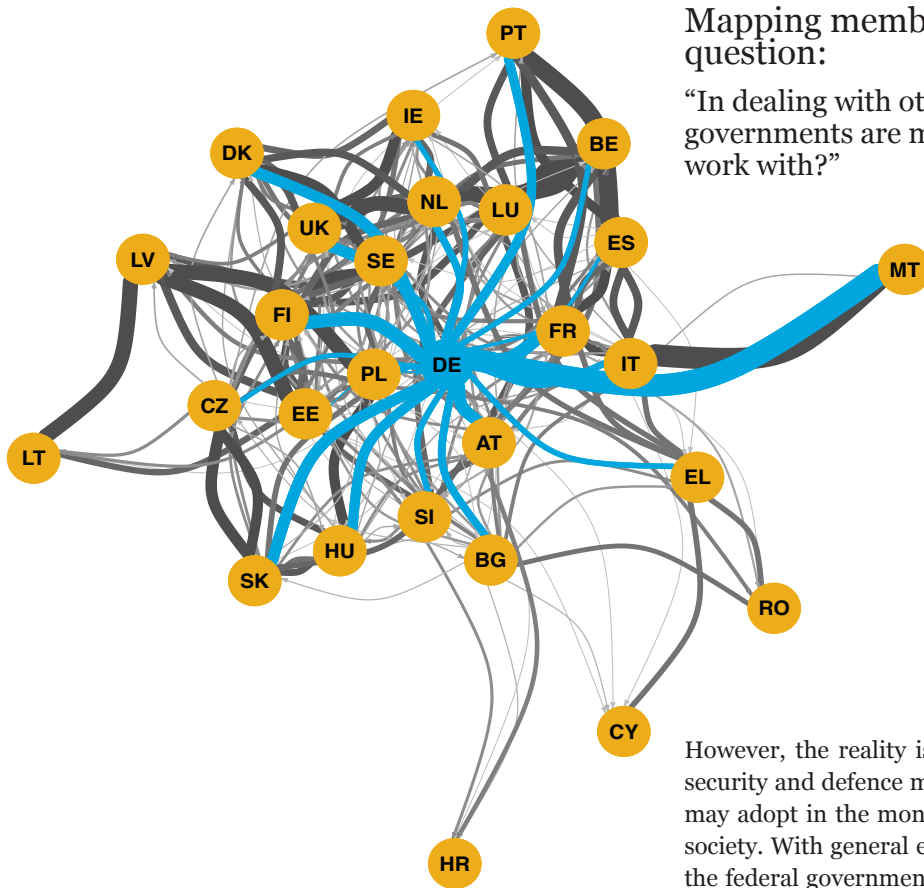 Mapping memb
question:
“In dealing with ot
governments are m
work with?”
PT
IE
BE
DK
NL
LU
UK
ES
SE
LV
MT
FI
FR
DE
IT
PL
CZ
EE
AT
LT
EL
SI
HU
BG
SK
RO
CY
HR
However, the reality is
security and defence m
may adopt in the mon
society. With general e
the federal governmen